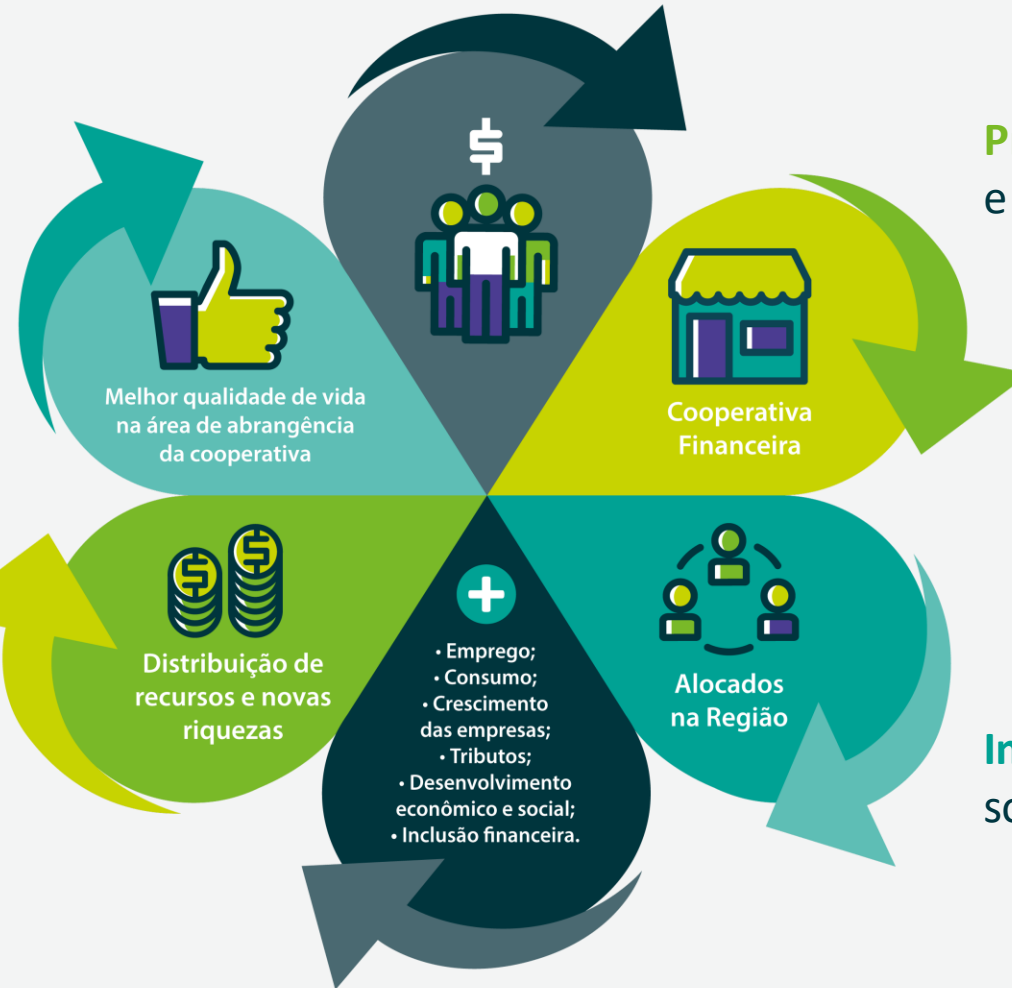 Melhor qualidade de vida
na área de abrangência
da cooperativa
Cooperativa
Financeira
Distribuição de
recursos e novas
riquezas
• Emprego;
• Consumo;
• Crescimento
das empresas;
• Tributos;
• Desenvolvimento
econômico e social;
• Inclusão financeira.
Alocados
na Região
e